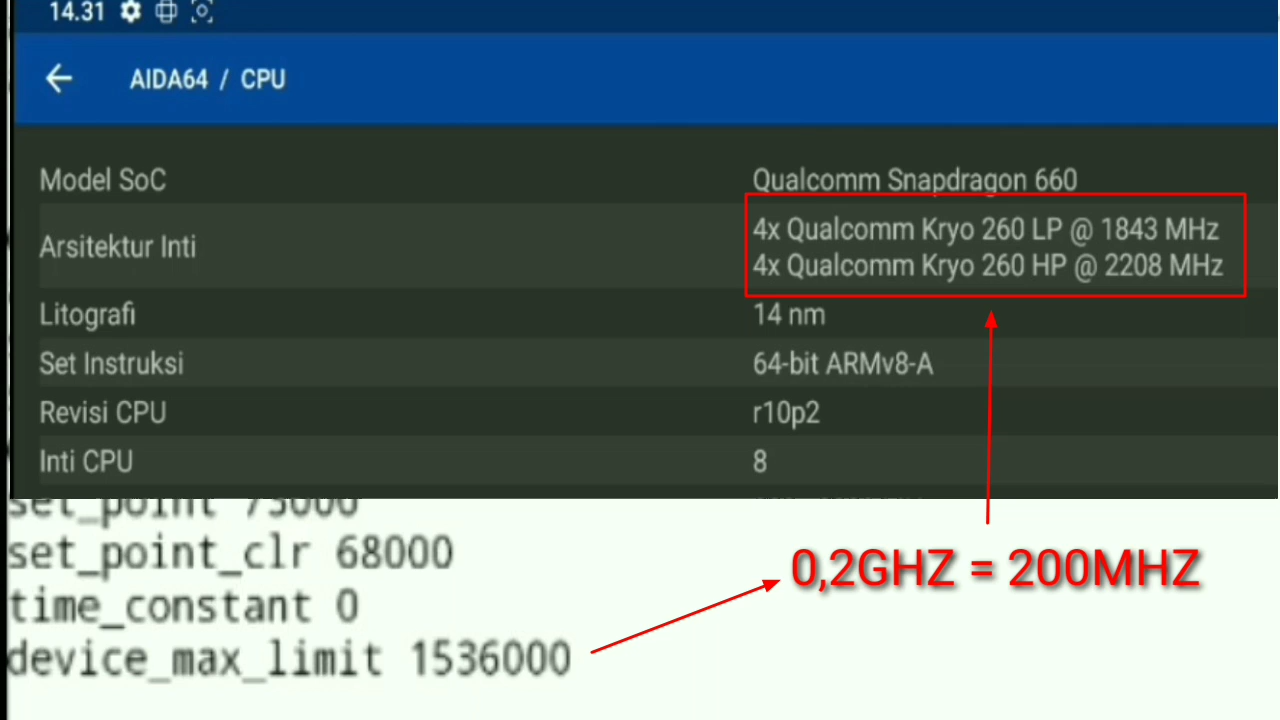 14.31
AIDA64 / CPU
Model SoC
Qualcomm Snapdragon 660
Arsitektur Inti
4x Qualcomm Kryo 260 LP @ 1843 MHz
4x Qualcomm Kryo 260 HP @ 2208 MHz
Litografi
14 nm
Set Instruksi
64-bit ARMv8-A
Revisi CPU
r10p2
Inti CPU
8
set_point 73000
set_point_clr 68000
time_constant 0
device_max_limit 1536000
0,2GHZ = 200MHZ